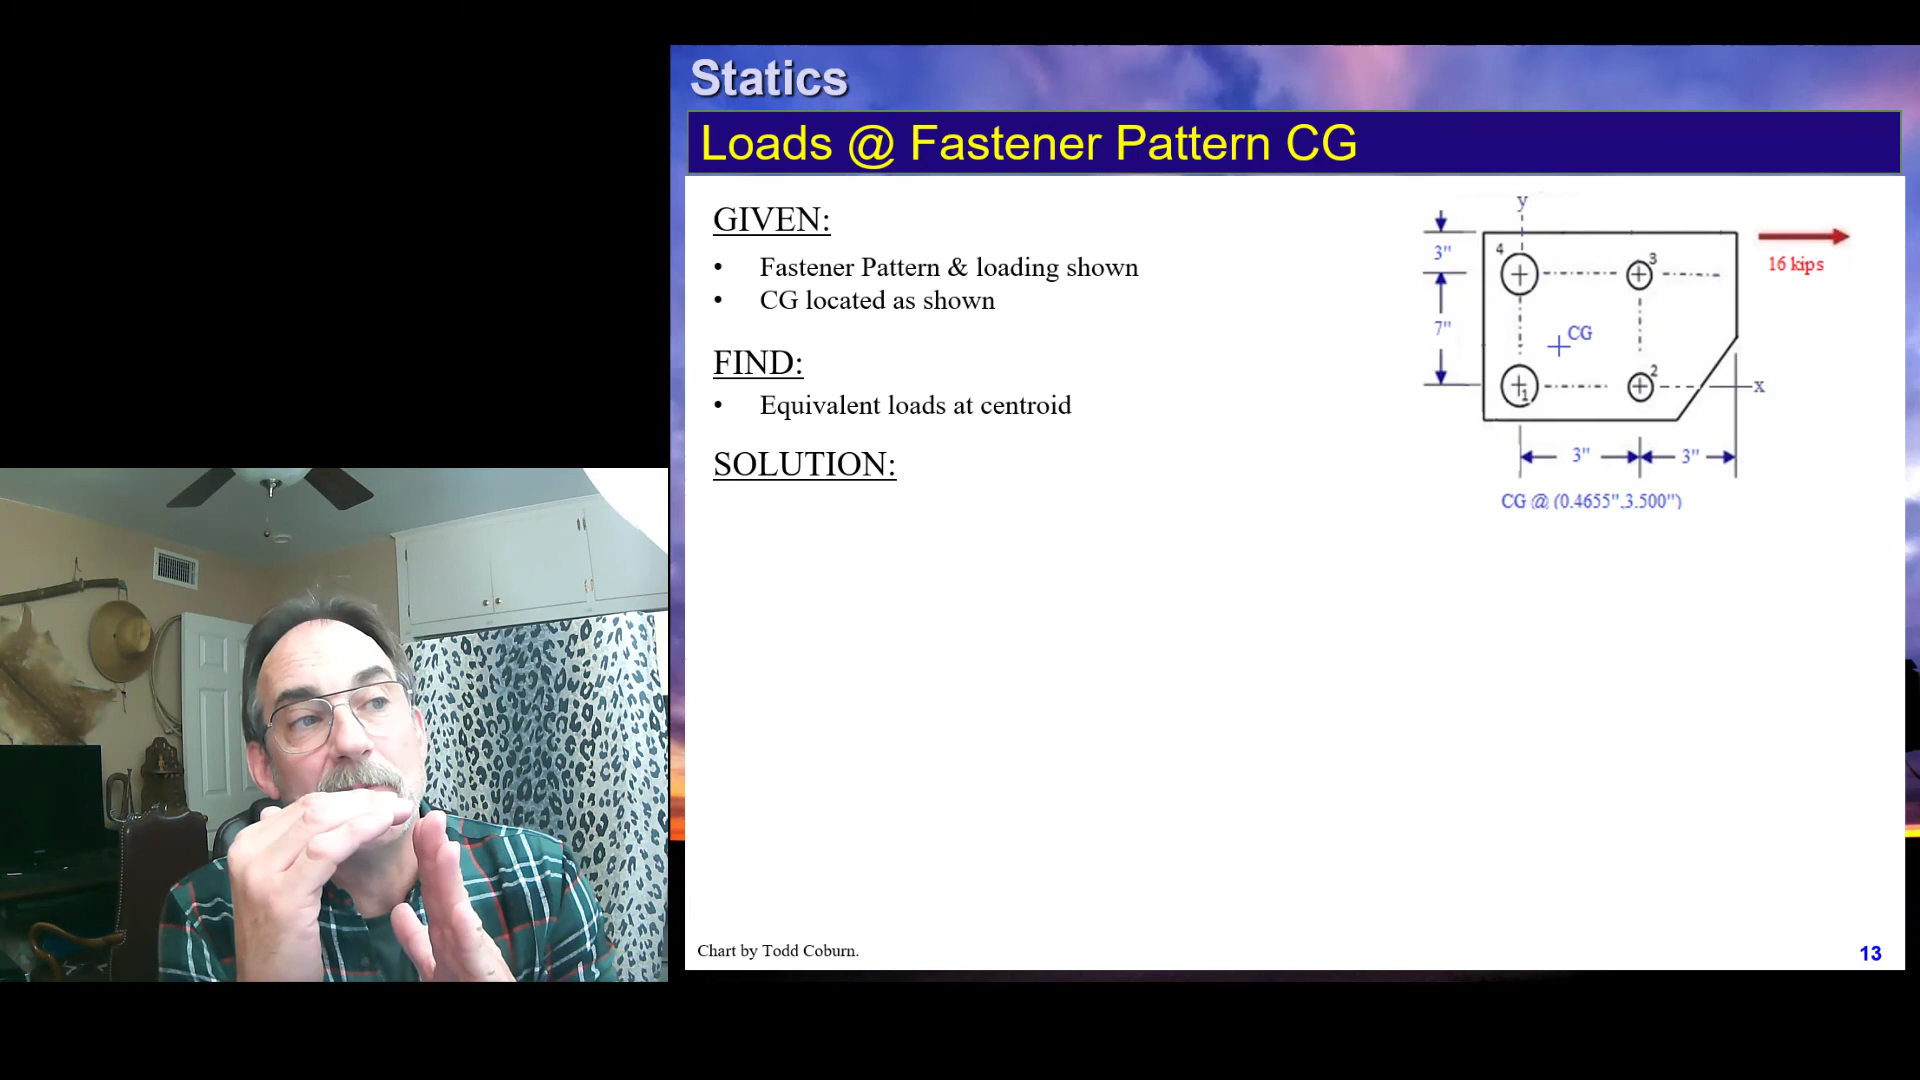 Statics
Loads @ Fastener Pattern CG
GIVEN:
• Fastener Pattern & loading shown
• CG located as shown
FIND:
• Equivalent loads at centroid
SOLUTION:
y
3"
4
3
16 kips
7"
CG
1
2
x
3"
3"
CG @ (0.4655",3.500")
Chart by Todd Coburn.
13